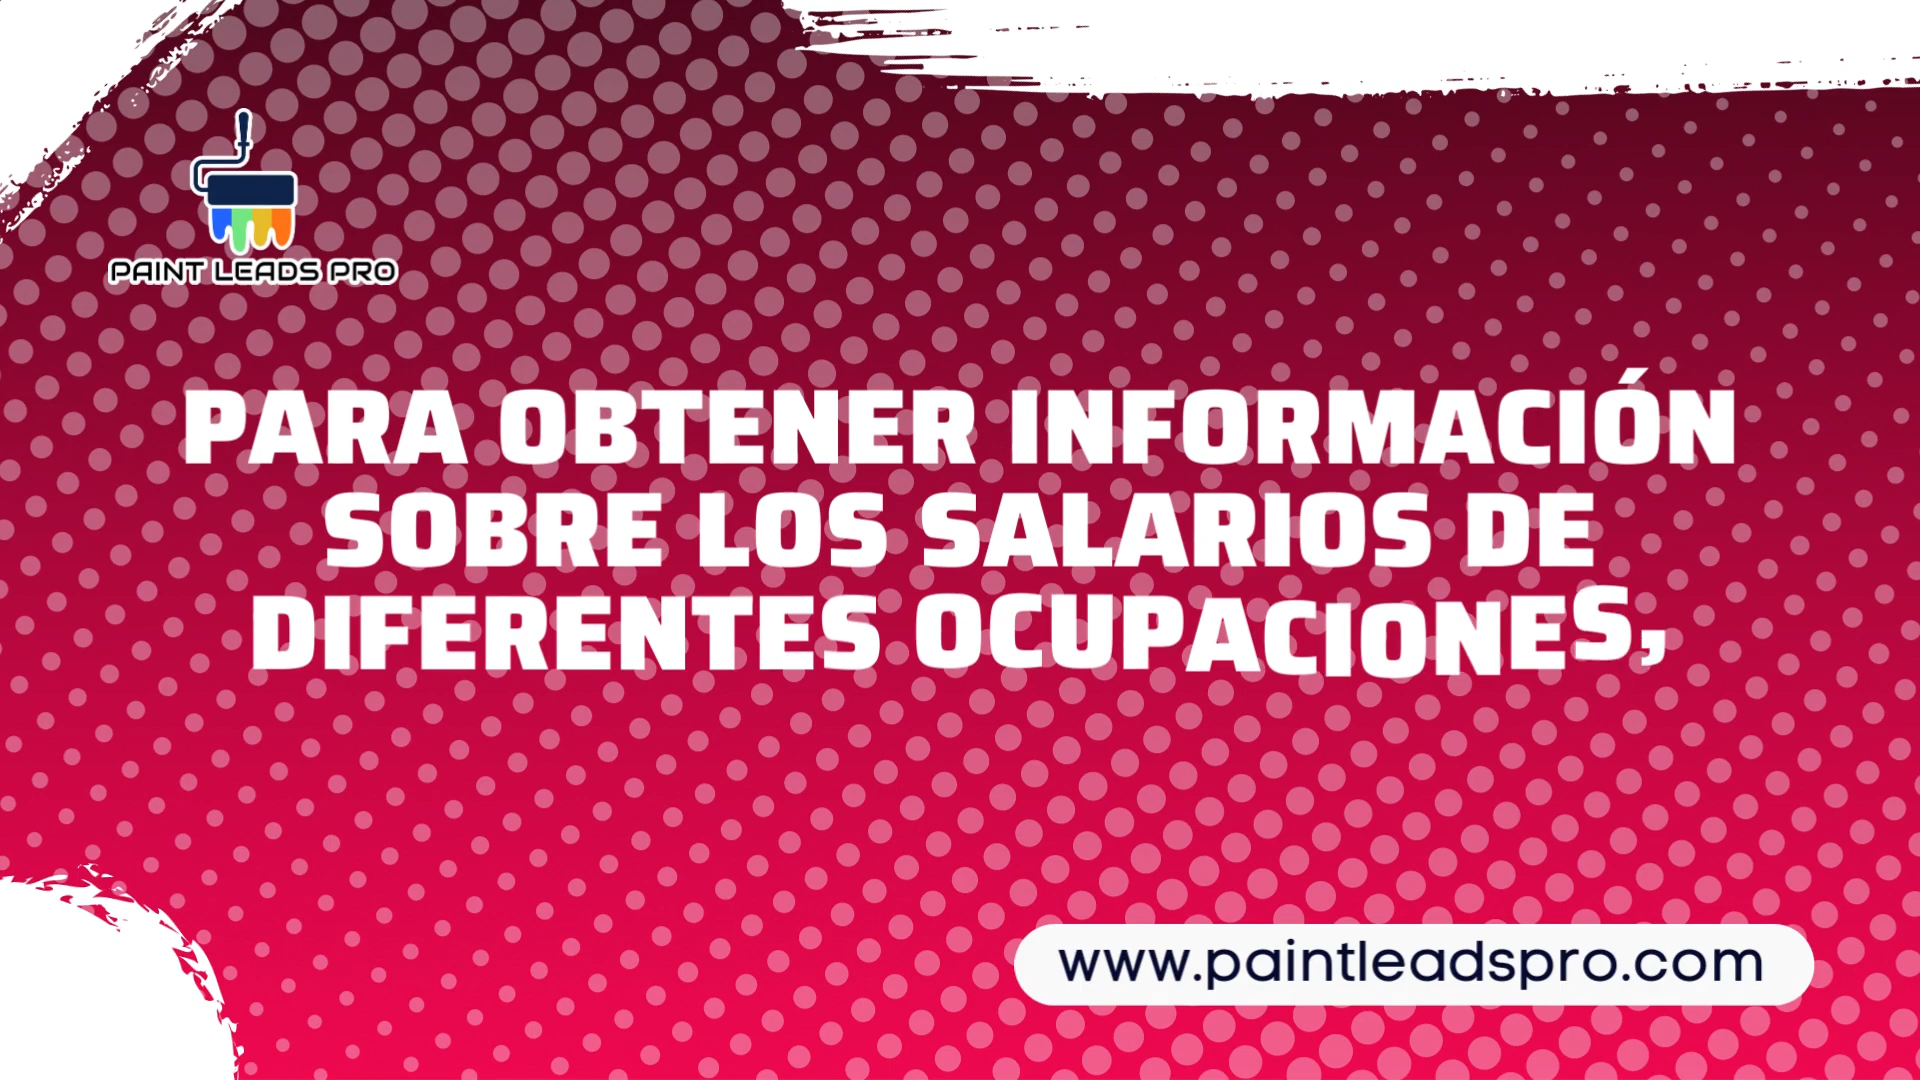 PAINT LEADS PRO
PARA OBTENER INFORMACIÓN
SOBRE LOS SALARIOS DE
DIFERENTES OCUPACIONES,
www.paintleadspro.com